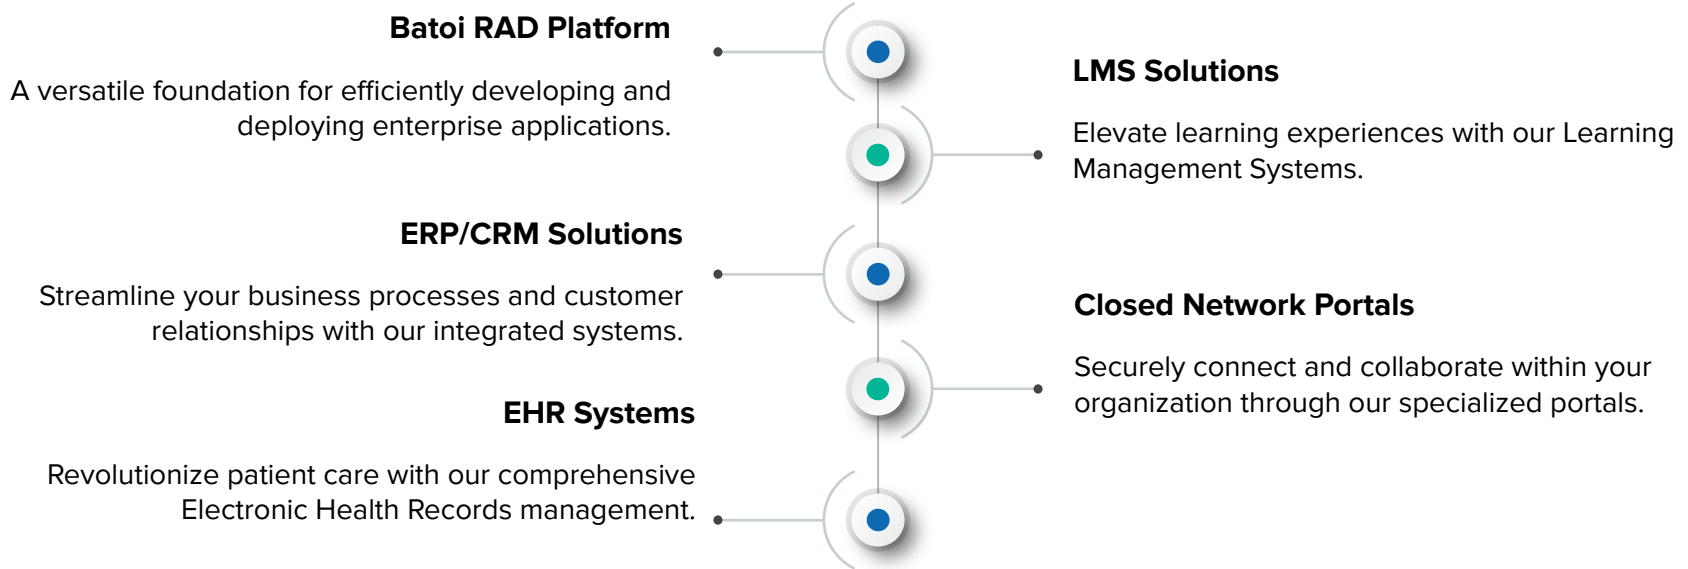 Batoi RAD Platform
A versatile foundation for efficiently developing and
deploying enterprise applications.
LMS Solutions
Elevate learning experiences with our Learning
Management Systems.
ERP/CRM Solutions
Streamline your business processes and customer
relationships with our integrated systems.
Closed Network Portals
Securely connect and collaborate within your
organization through our specialized portals.
EHR Systems
Revolutionize patient care with our comprehensive
Electronic Health Records management.